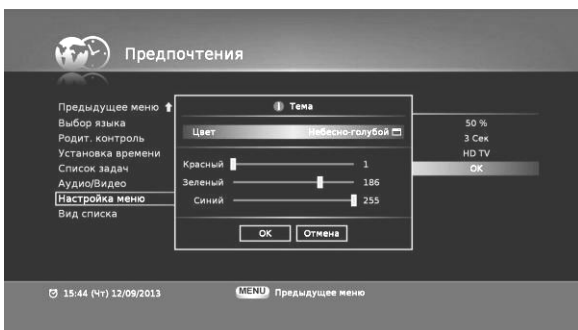 Предпочтения
Предыдущее меню
Выбор языка
Родит. контроль
Установка времени
Список задач
Аудио/Видео
Настройка меню
Вид списка
Тема
Цвет Небесно-голубой
Красный 1
Зеленый 186
Синий 255
OK Отмена
50 %
3 Сек
HD TV
OK
15:44 (Чт) 12/09/2013 MENU Предыдущее меню